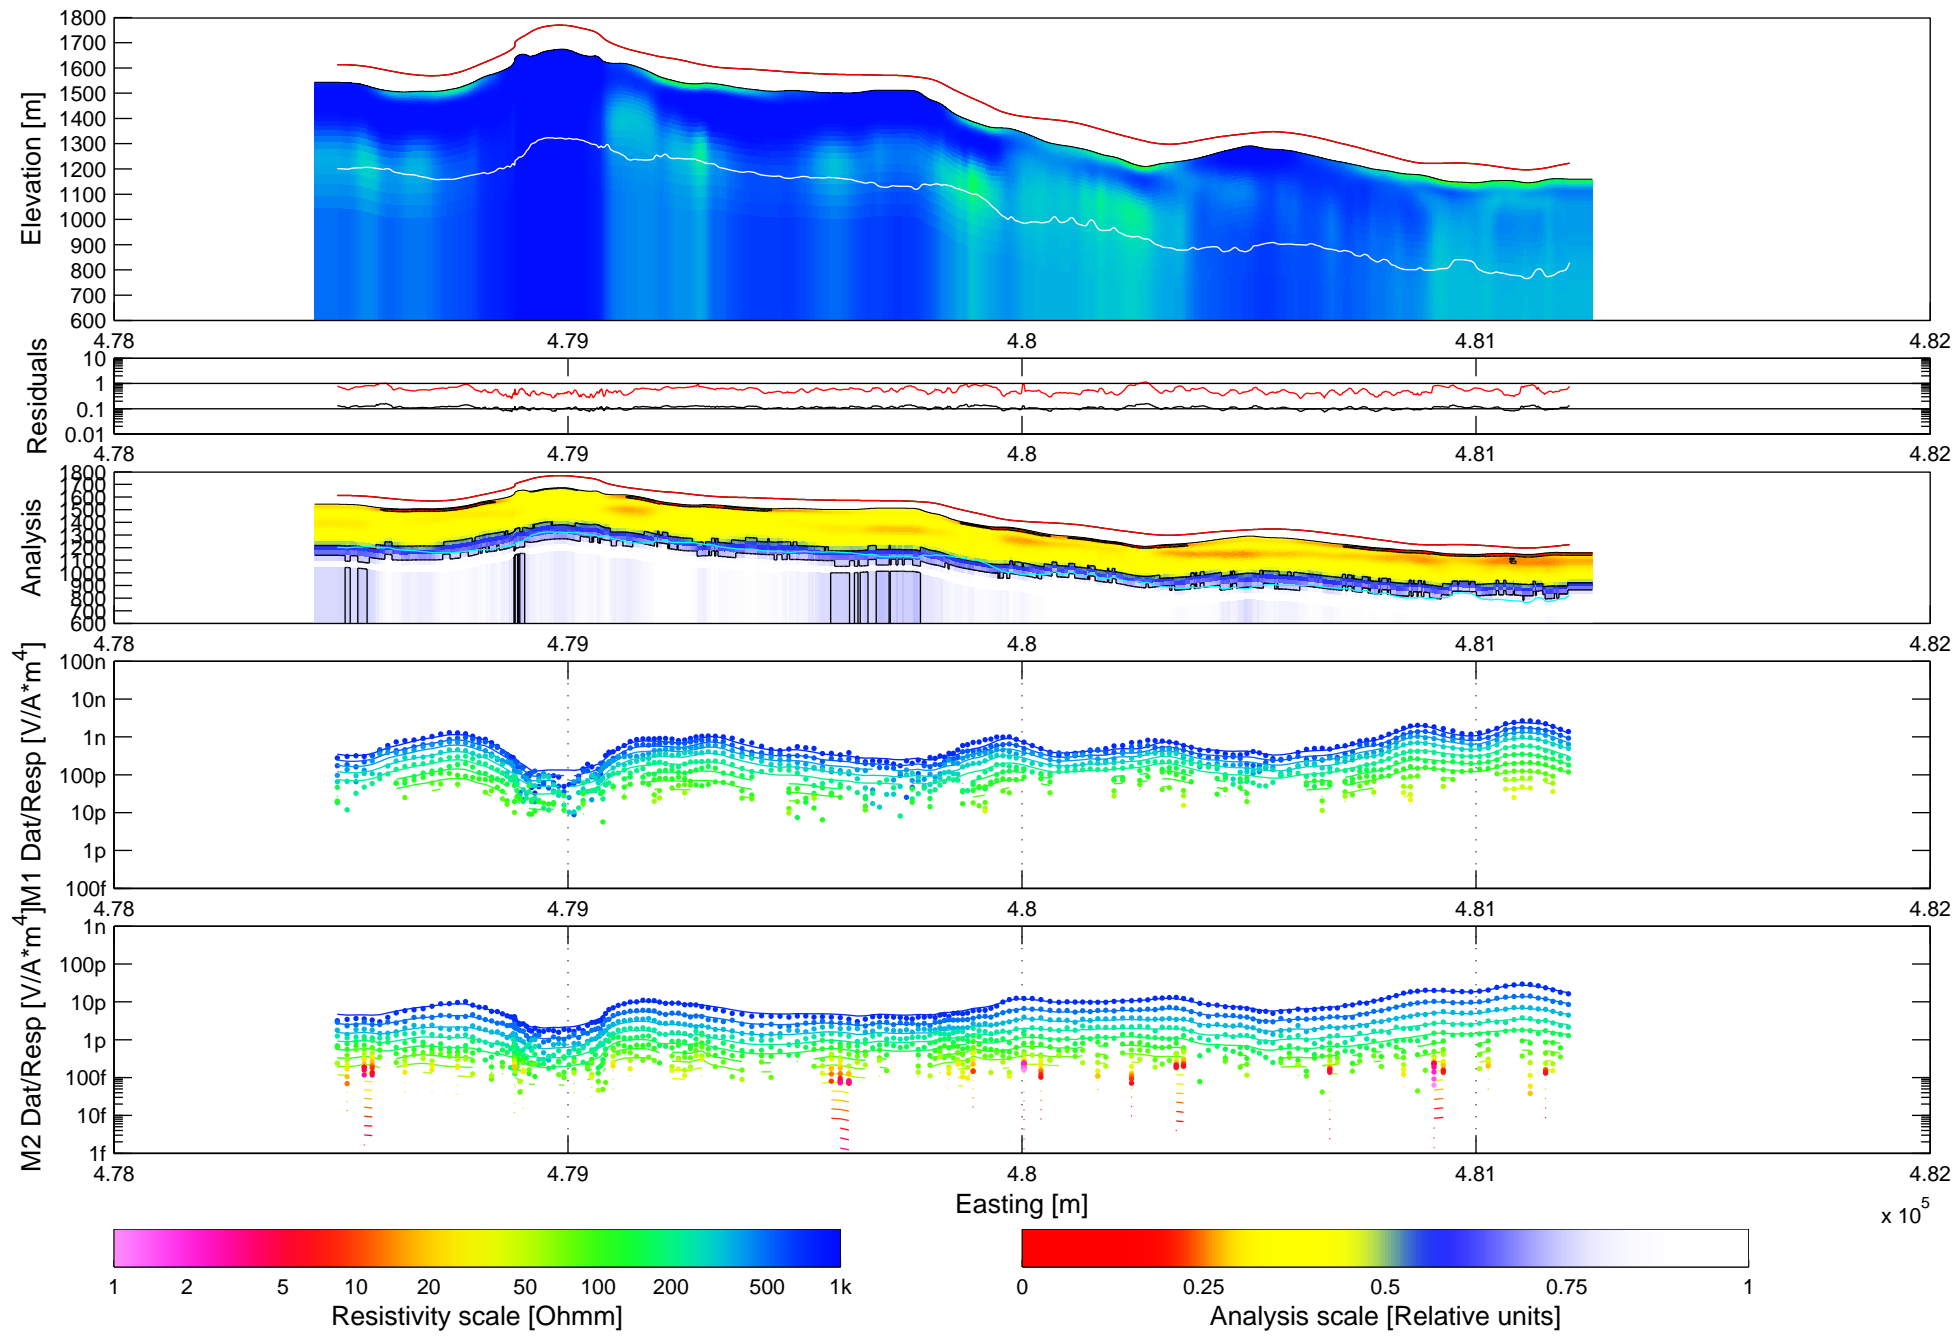 1800
1700
1600
1500
1400
1300
1200
1100
1000
900
800
700
600
Elevation [m]
4.78 4.79 4.8 4.81 4.82
10
1
0.1
0.01
Residuals
4.78 4.79 4.8 4.81 4.82
1800
1700
1600
1500
1400
1300
1200
1100
1000
900
800
700
600
Analysis
4.78 4.79 4.8 4.81 4.82
100n
10n
1n
100p
10p
1p
100f
M1 Dat/Resp [V/A*m^4]
4.78 4.79 4.8 4.81 4.82
1n
100p
10p
1p
100f
10f
1f
M2 Dat/Resp [V/A*m^4]
4.78 4.79 4.8 4.81 4.82
Easting [m]
x 10^5
1 2 5 10 20 50 100 200 500 1k
Resistivity scale [Ohmm]
0 0.25 0.5 0.75 1
Analysis scale [Relative units]